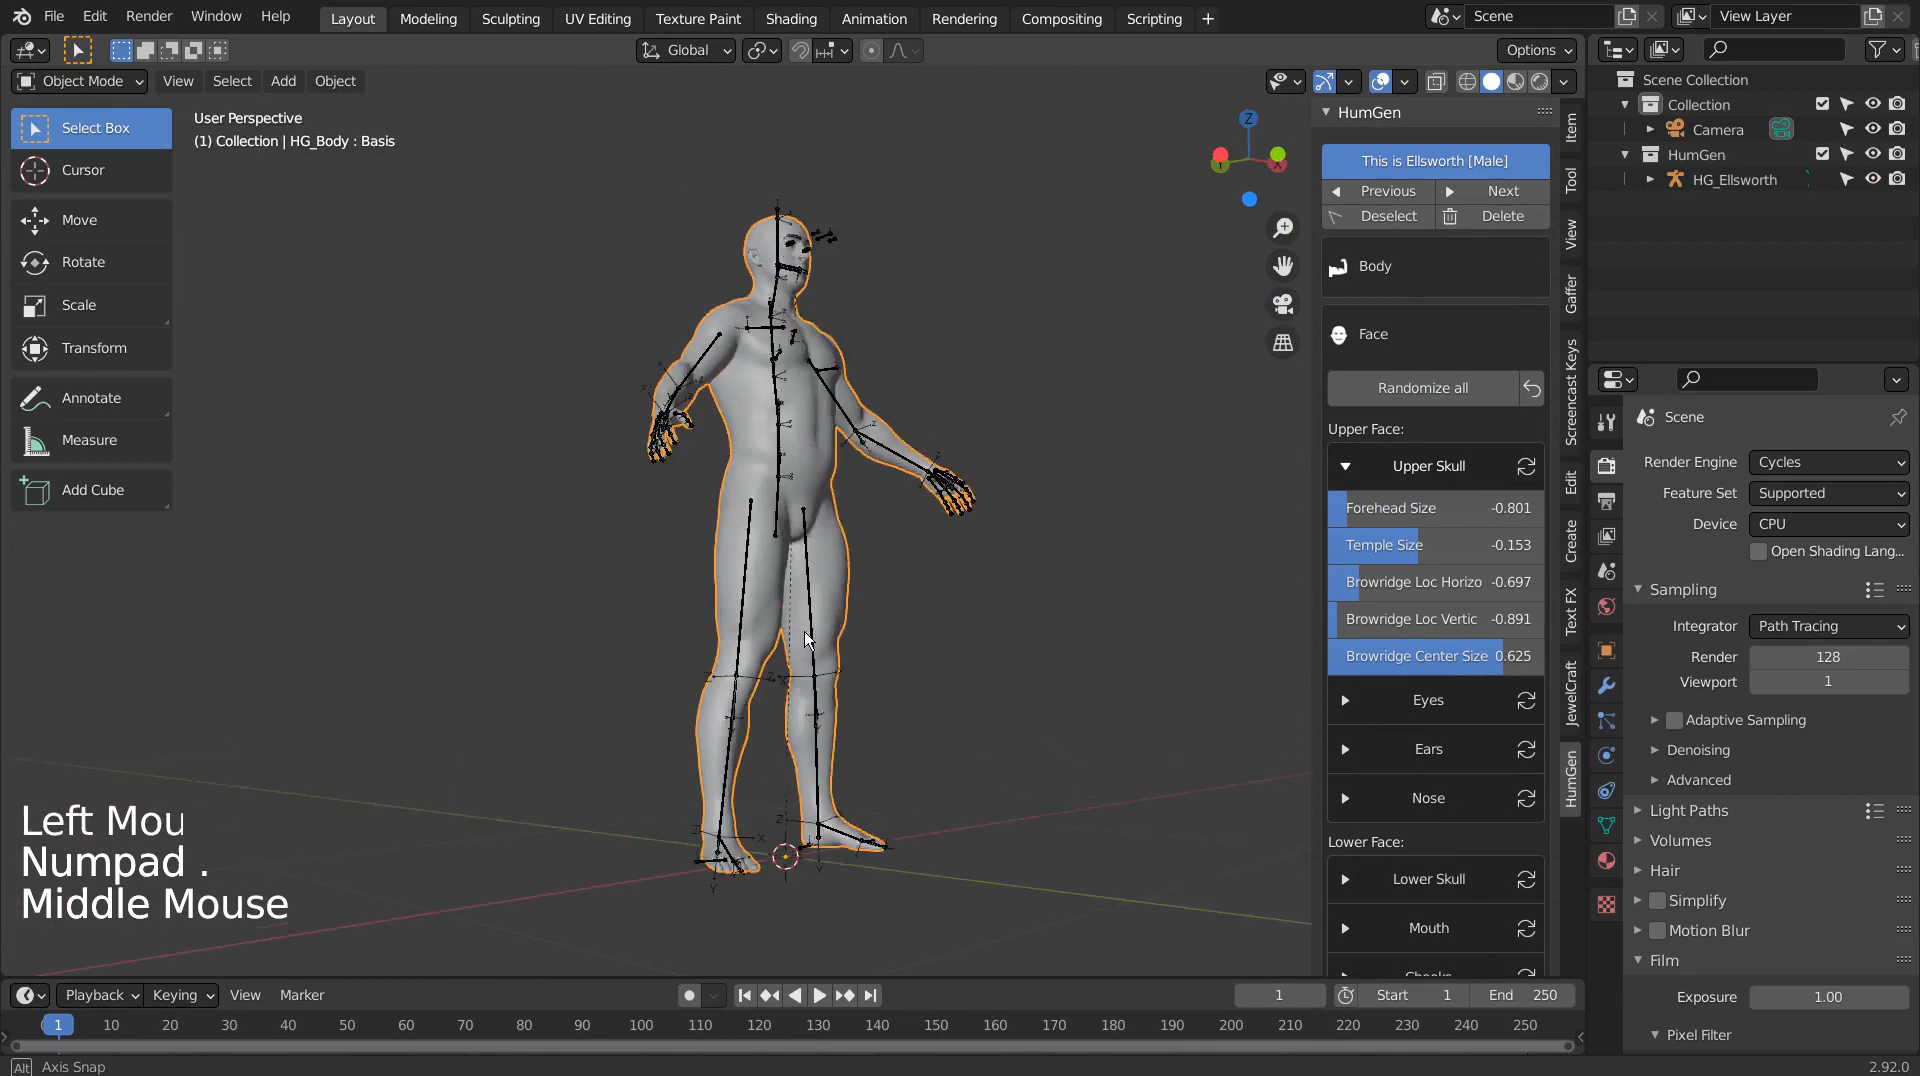 File Edit Render Window Help Layout Modeling Sculpting UV Editing Texture Paint Shading Animation Rendering Compositing Scripting + Scene View Layer
Global Options
Object Mode View Select Add Object
Select Box
Cursor
Move
Rotate
Scale
Transform
Annotate
Measure
Add Cube
User Perspective
(1) Collection | HG_Body : Basis
Z
HumGen
This is Ellsworth [Male]
Previous Next
Deselect Delete
Body
Face
Randomize all
Upper Face:
Upper Skull
Forehead Size -0.801
Temple Size -0.153
Browridge Loc Horizo -0.697
Browridge Loc Vertic -0.891
Browridge Center Size 0.625
Eyes
Ears
Nose
Lower Face:
Lower Skull
Mouth
Item
Tool
View
Gaffer
Screencast Keys
Edit
Create
Text FX
JewelCraft
HumGen
Scene Collection
Collection
Camera
HumGen
HG_Ellsworth
Scene
Render Engine Cycles
Feature Set Supported
Device CPU
Open Shading Lang...
Sampling
Integrator Path Tracing
Render 128
Viewport 1
Adaptive Sampling
Denoising
Advanced
Light Paths
Volumes
Hair
Simplify
Motion Blur
Film
Exposure 1.00
Pixel Filter
Left Mou
Numpad .
Middle Mouse
Playback Keying View Marker 1 Start 1 End 250
1 10 20 30 40 50 60 70 80 90 100 110 120 130 140 150 160 170 180 190 200 210 220 230 240 250
Alt Axis Snap 2.92.0